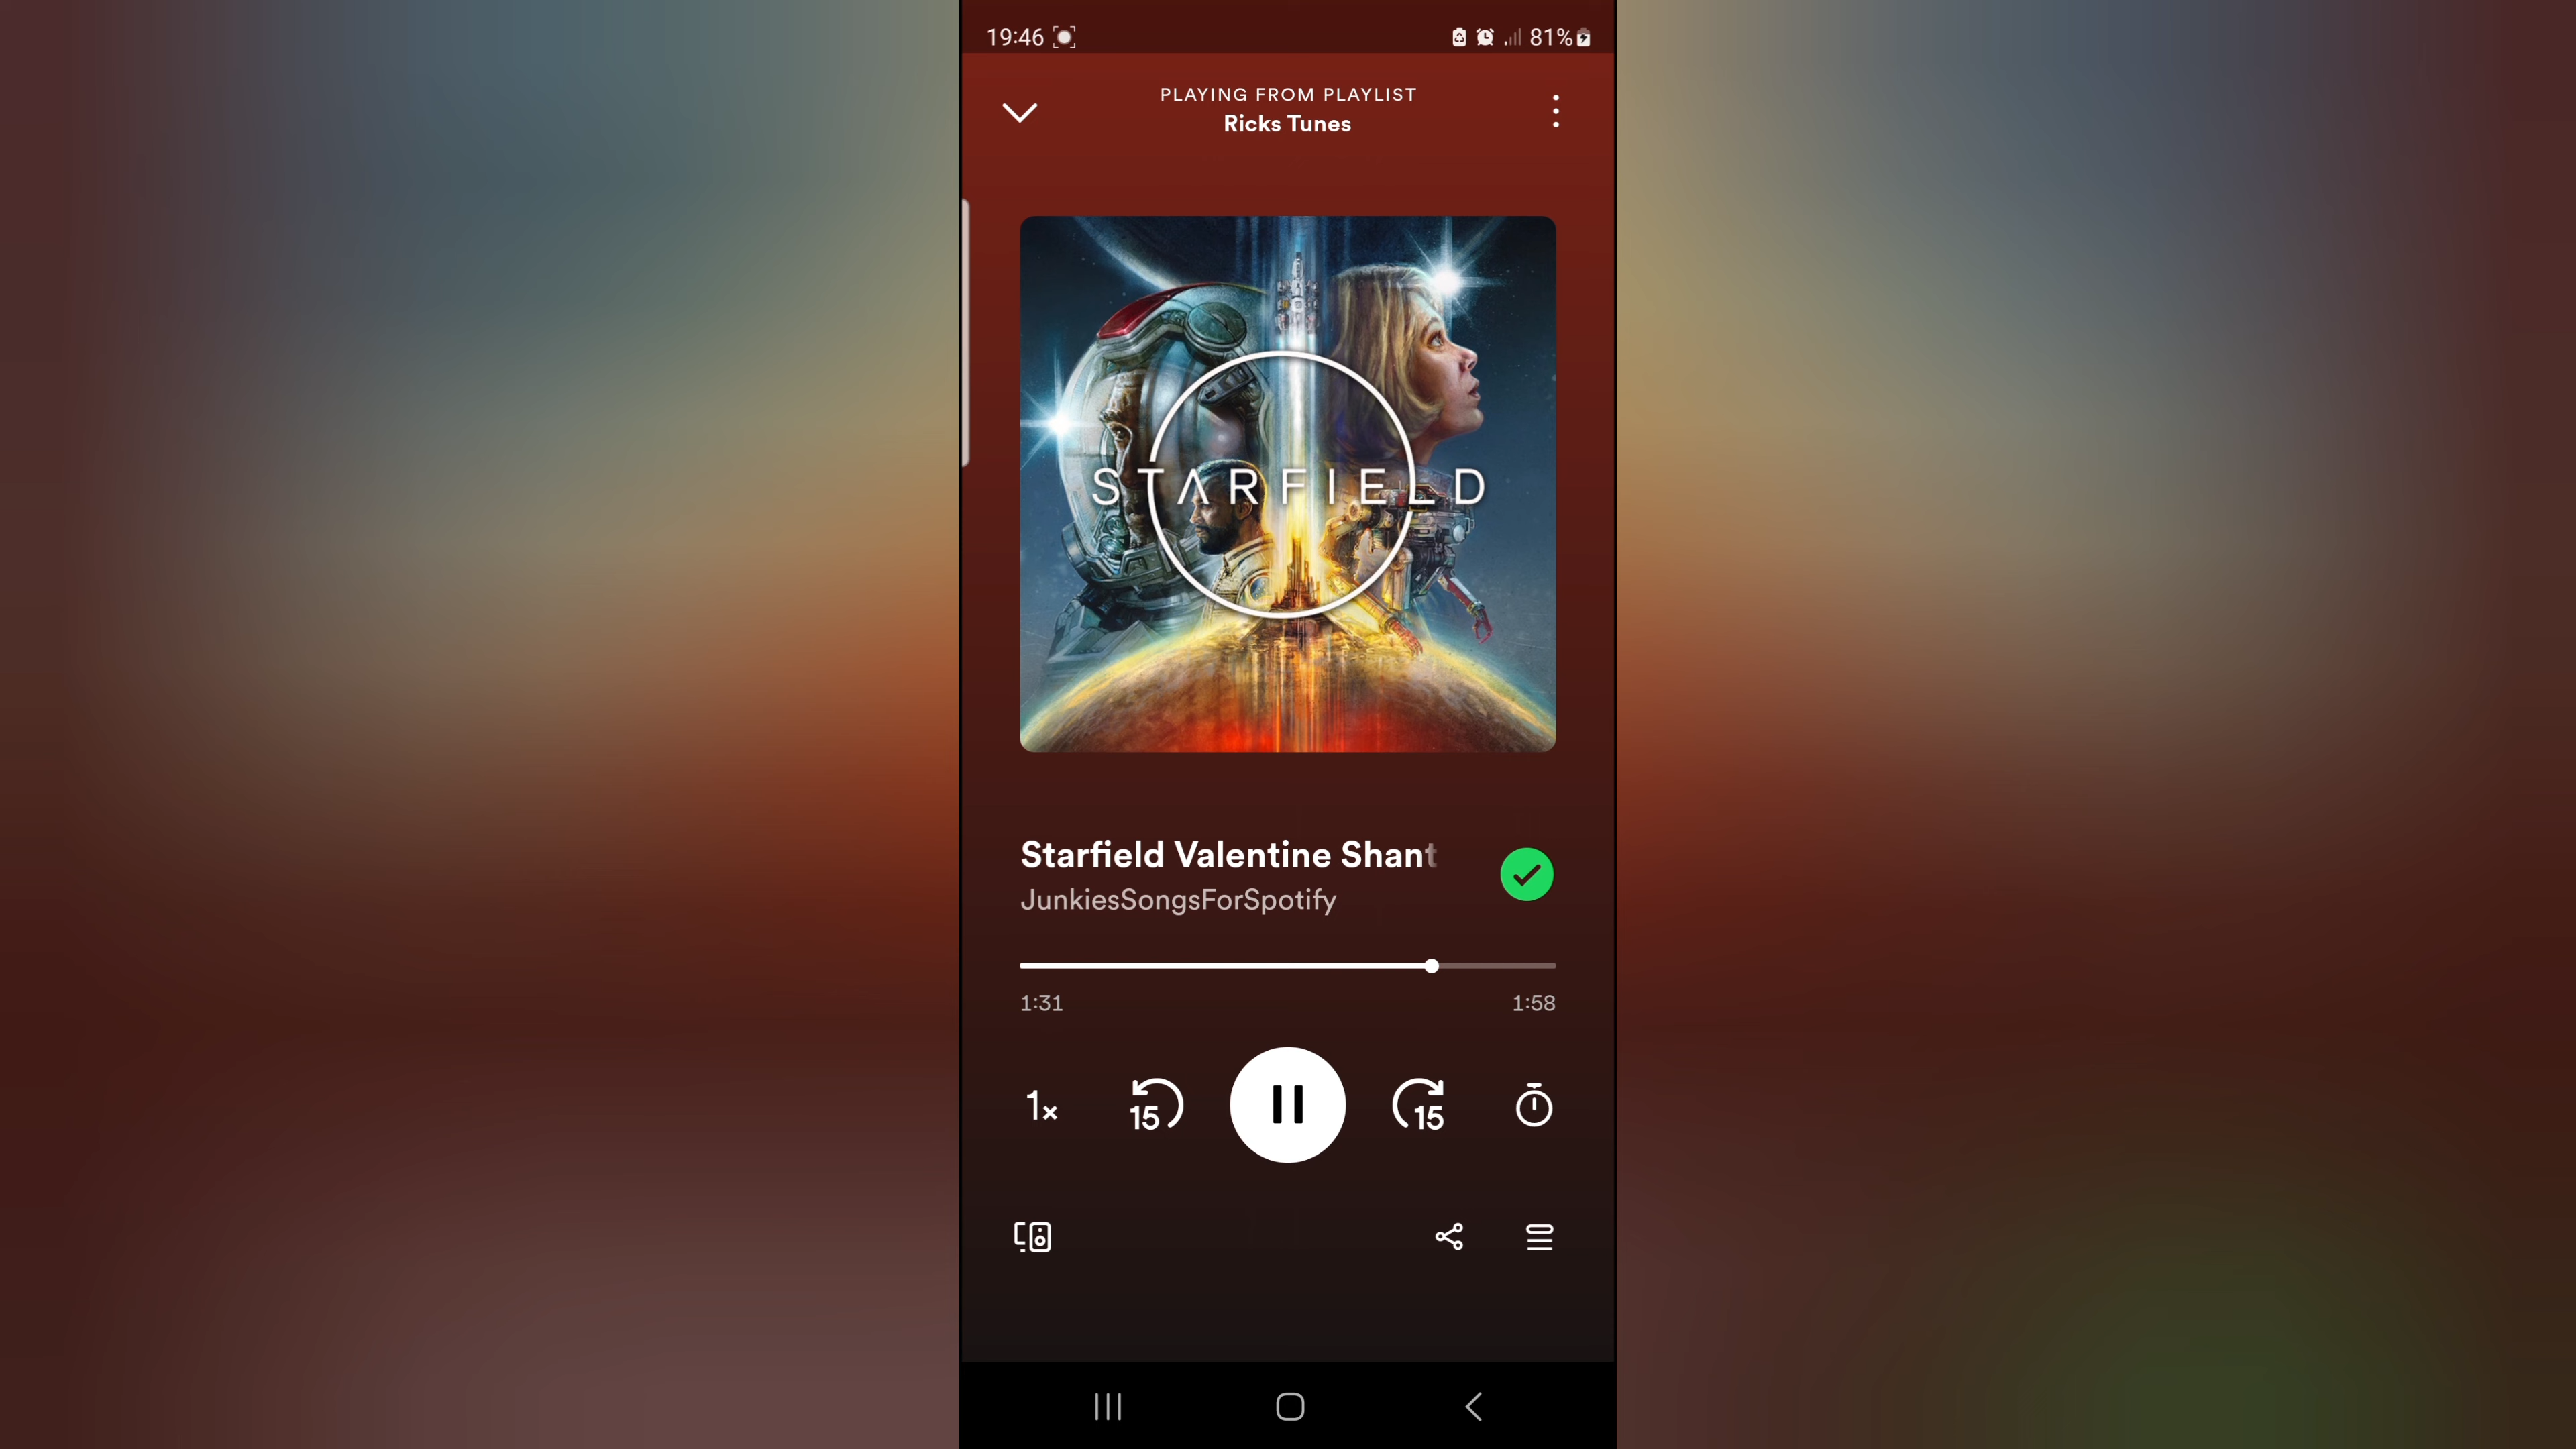 19:46 81%
PLAYING FROM PLAYLIST
Ricks Tunes
STARFIELD
Starfield Valentine Shant
JunkiesSongsForSpotify
1:31 1:58
1x 15 15